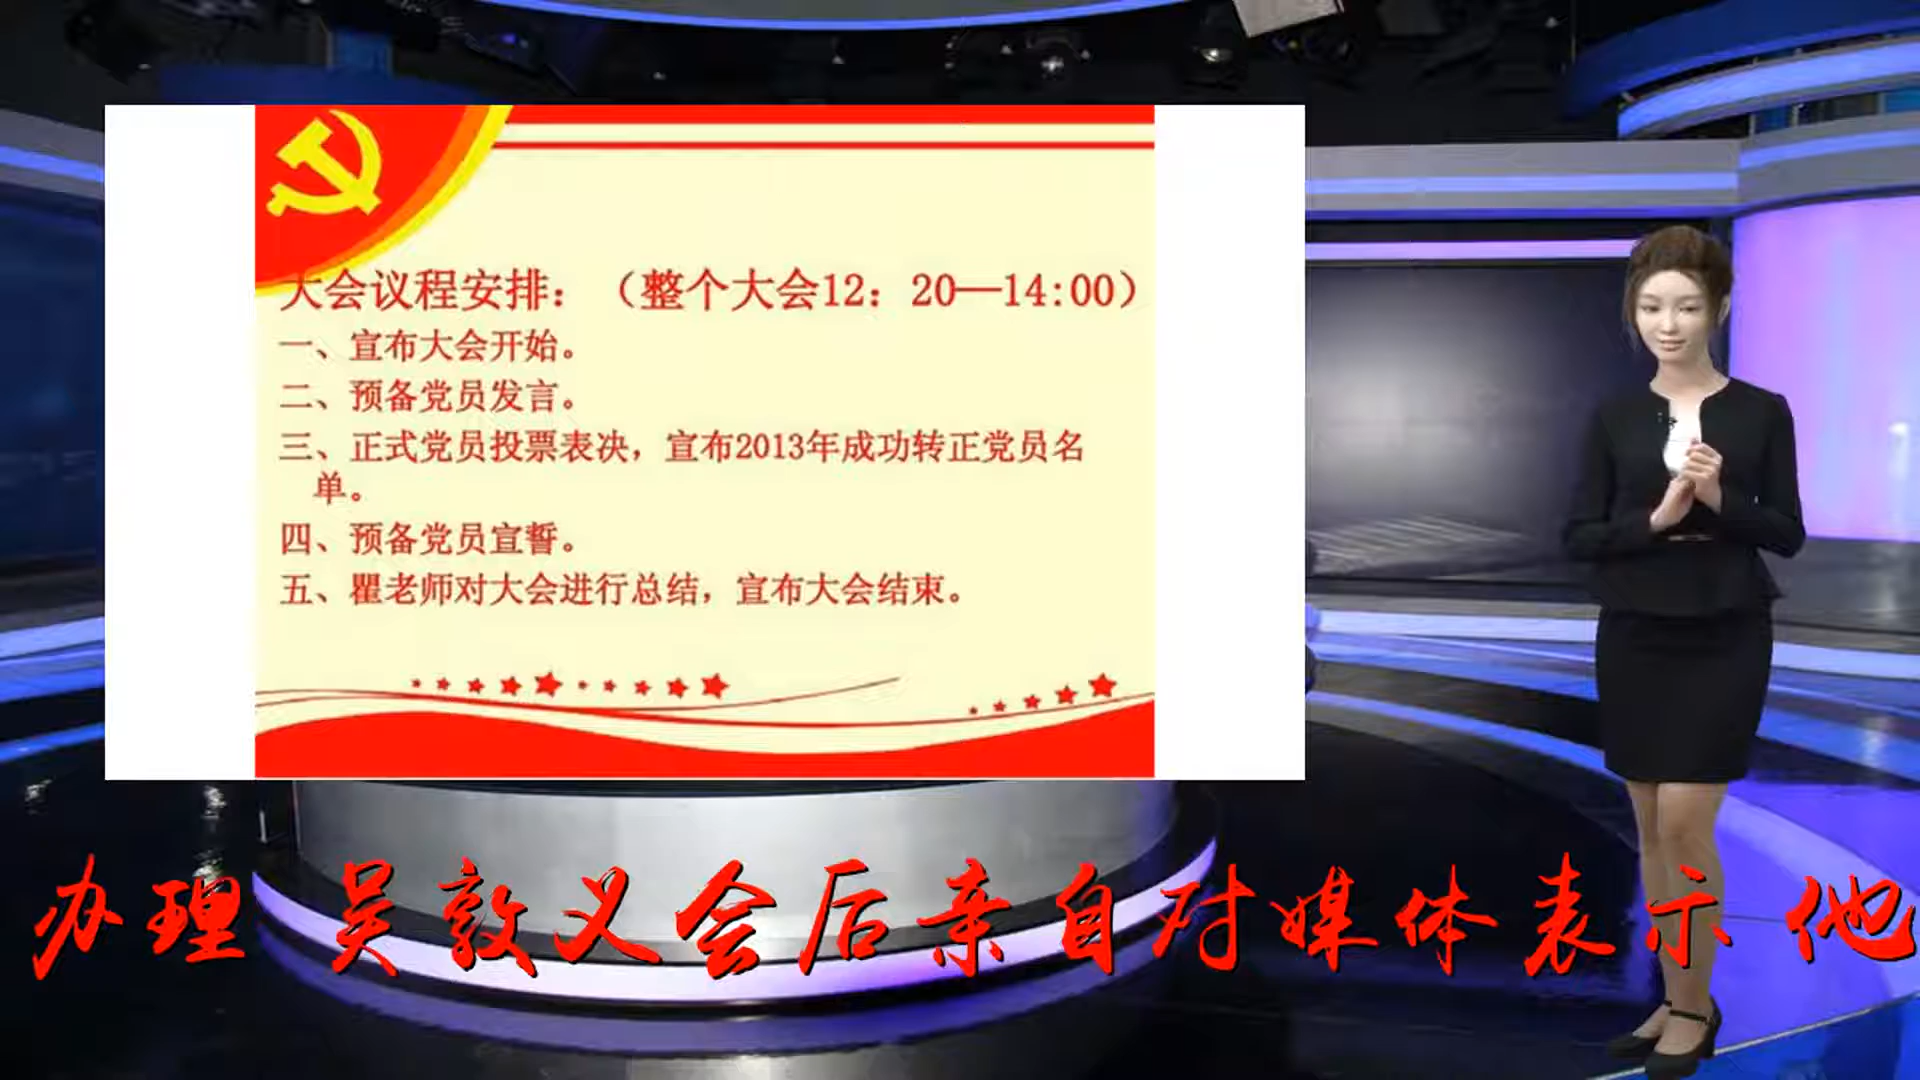 大会议程安排：（整个大会12：20—14:00）
一、宣布大会开始。
二、预备党员发言。
三、正式党员投票表决，宣布2013年成功转正党员名
单。
四、预备党员宣誓。
五、瞿老师对大会进行总结，宣布大会结束。
办理 吴敦义会后亲自对媒体表示 他